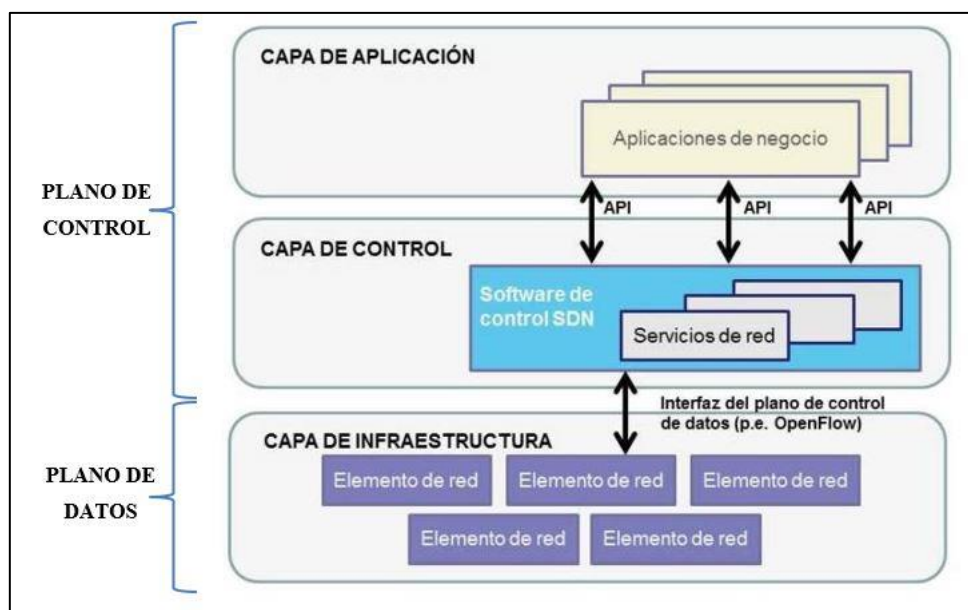 CAPA DE APLICACIÓN
Aplicaciones de negocio
API
API
API
PLANO DE
CONTROL
CAPA DE CONTROL
Software de
control SDN
Servicios de red
Interfaz del plano de control
de datos (p.e. OpenFlow)
CAPA DE INFRAESTRUCTURA
PLANO DE
DATOS
Elemento de red
Elemento de red
Elemento de red
Elemento de red
Elemento de red